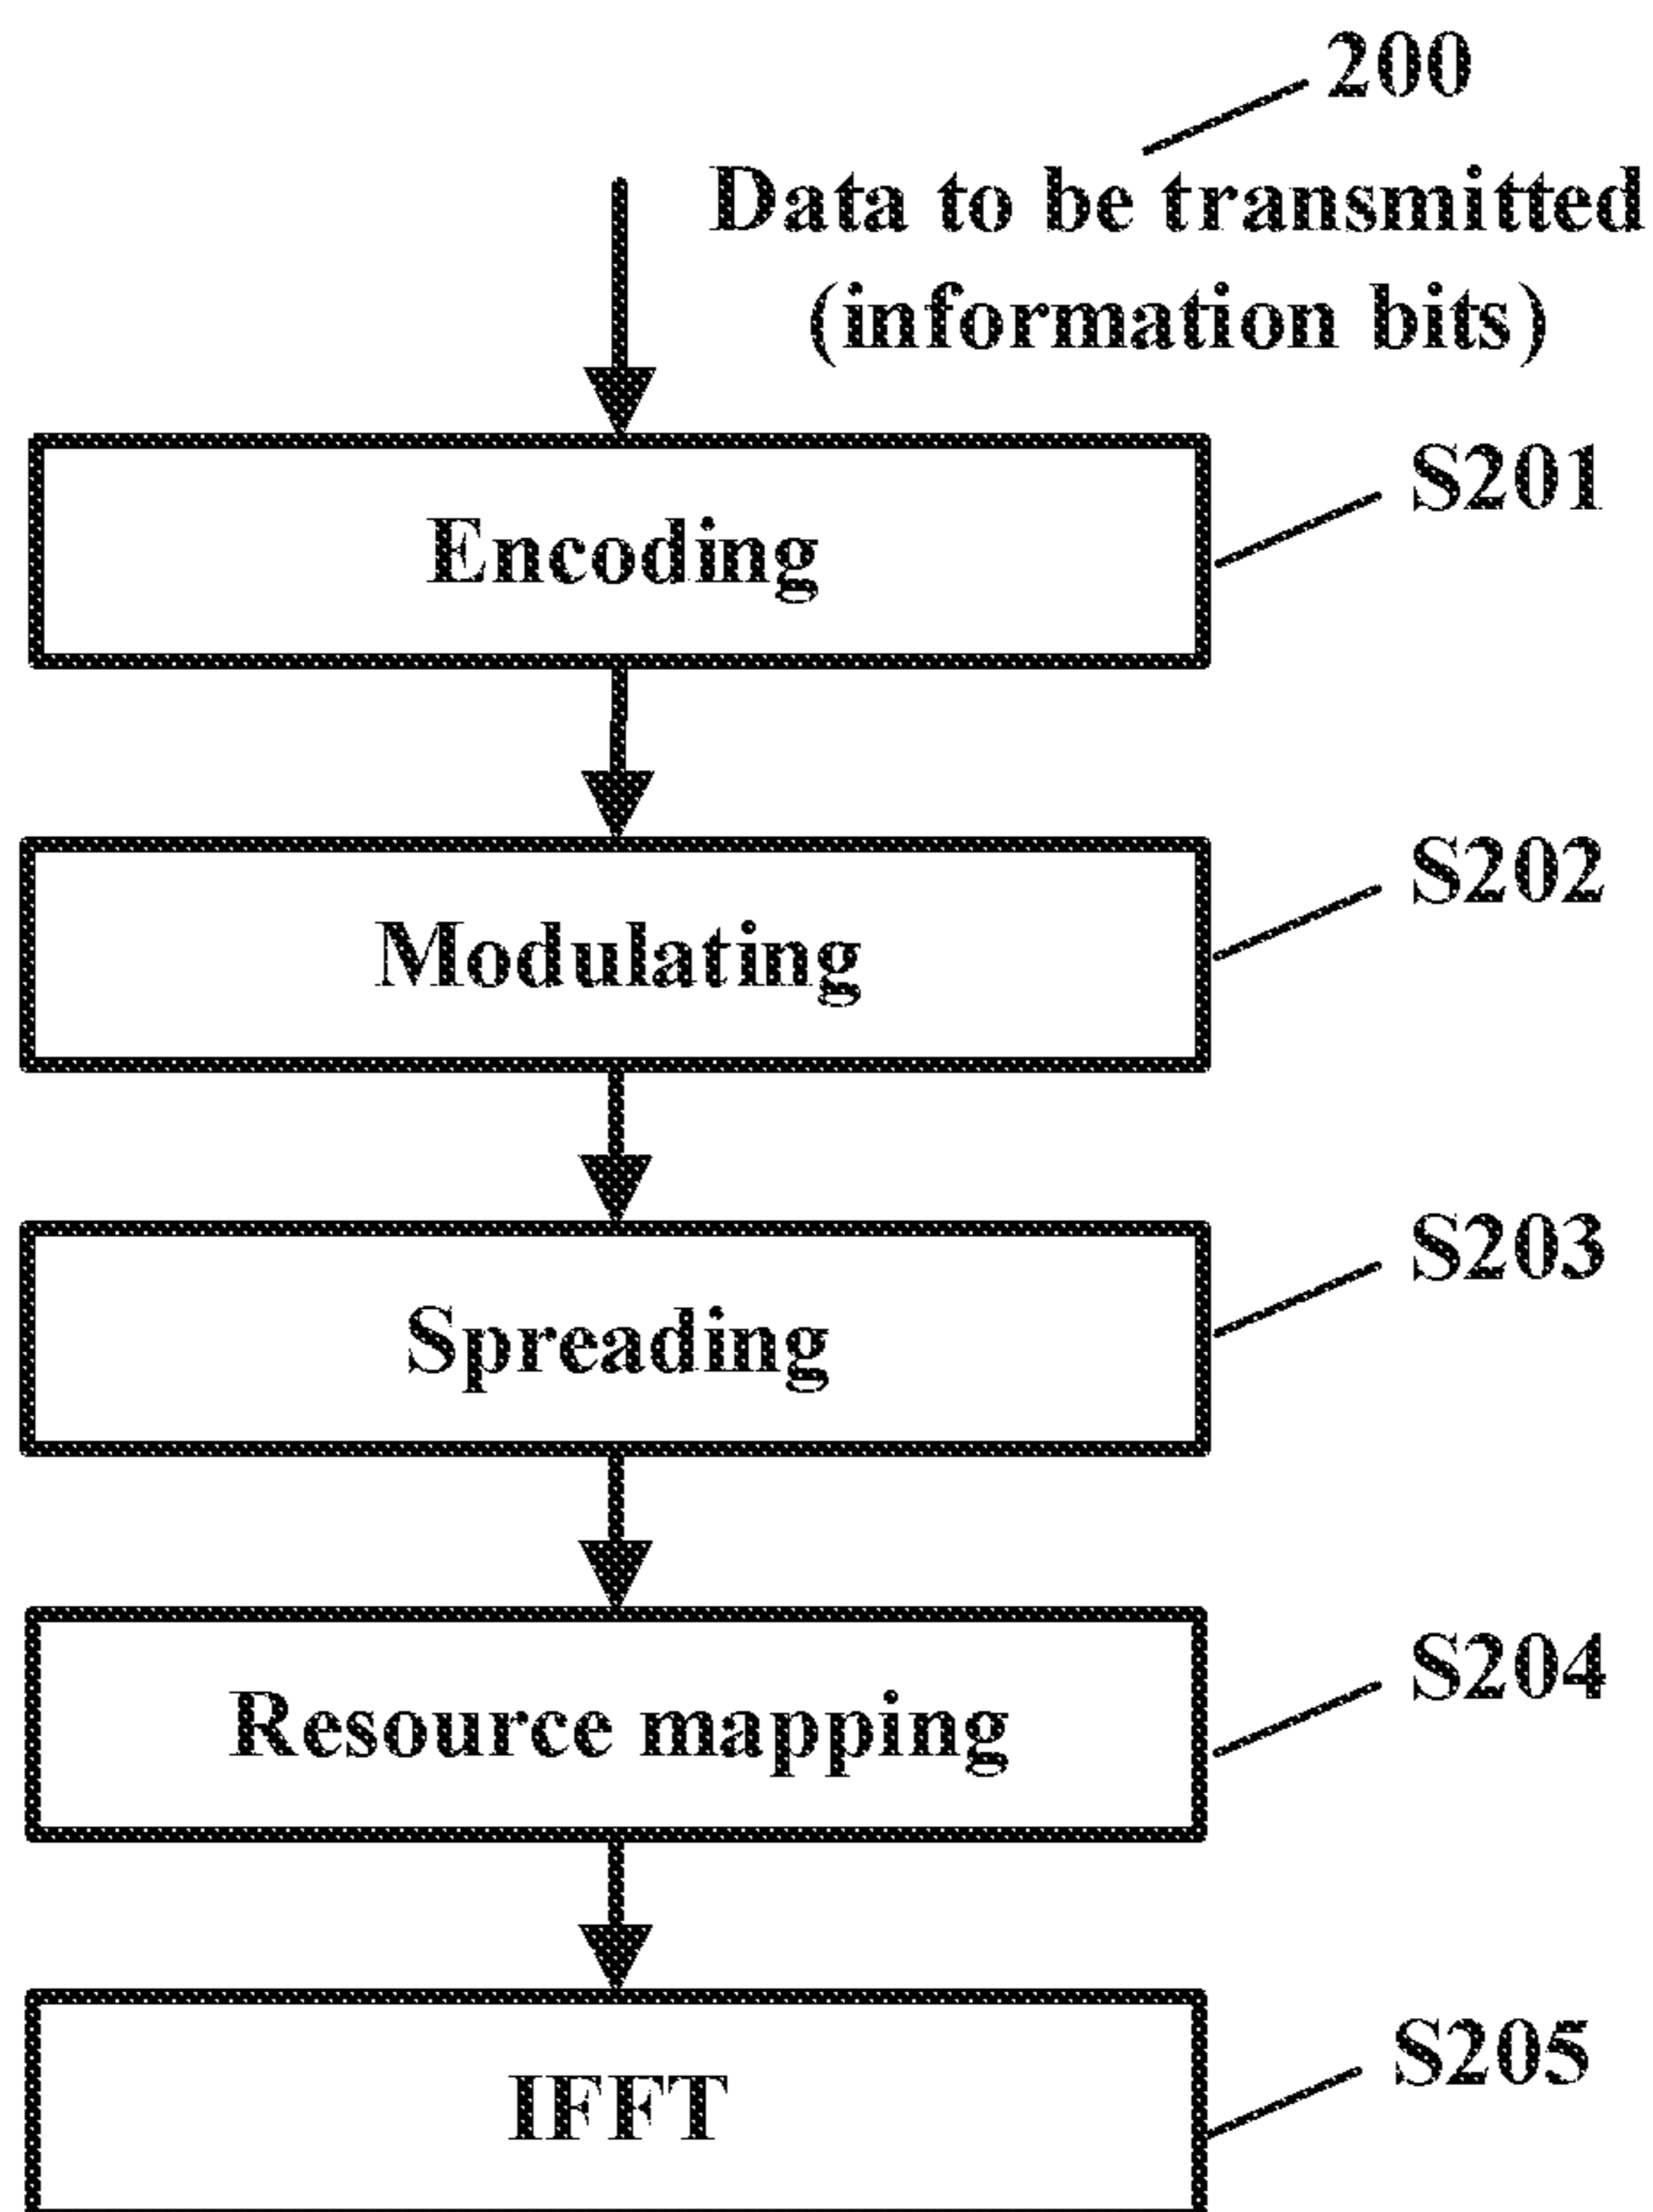 200
Data to be transmitted
(information bits)
S201
Encoding
S202
Modulating
S203
Spreading
S204
Resource mapping
S205
IFFT